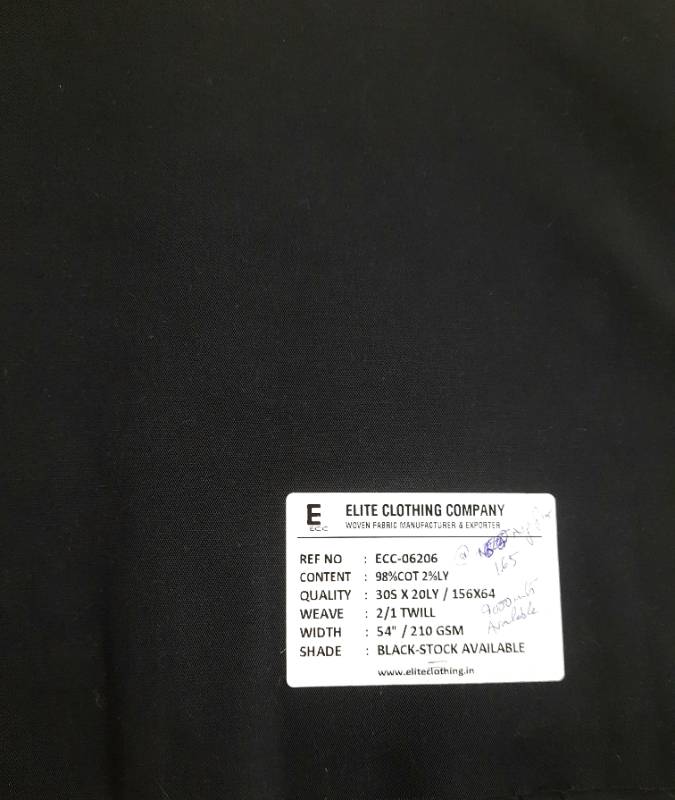 E ELITE CLOTHING COMPANY
ECC WOVEN FABRIC MANUFACTURER & EXPORTER
REF NO : ECC-06206 @
165
CONTENT : 98%COT 2%LY
QUALITY : 30S X 20LY / 156X64
9000 mts
WEAVE : 2/1 TWILL
Available
WIDTH : 54" / 210 GSM
SHADE : BLACK-STOCK AVAILABLE
www.eliteclothing.in